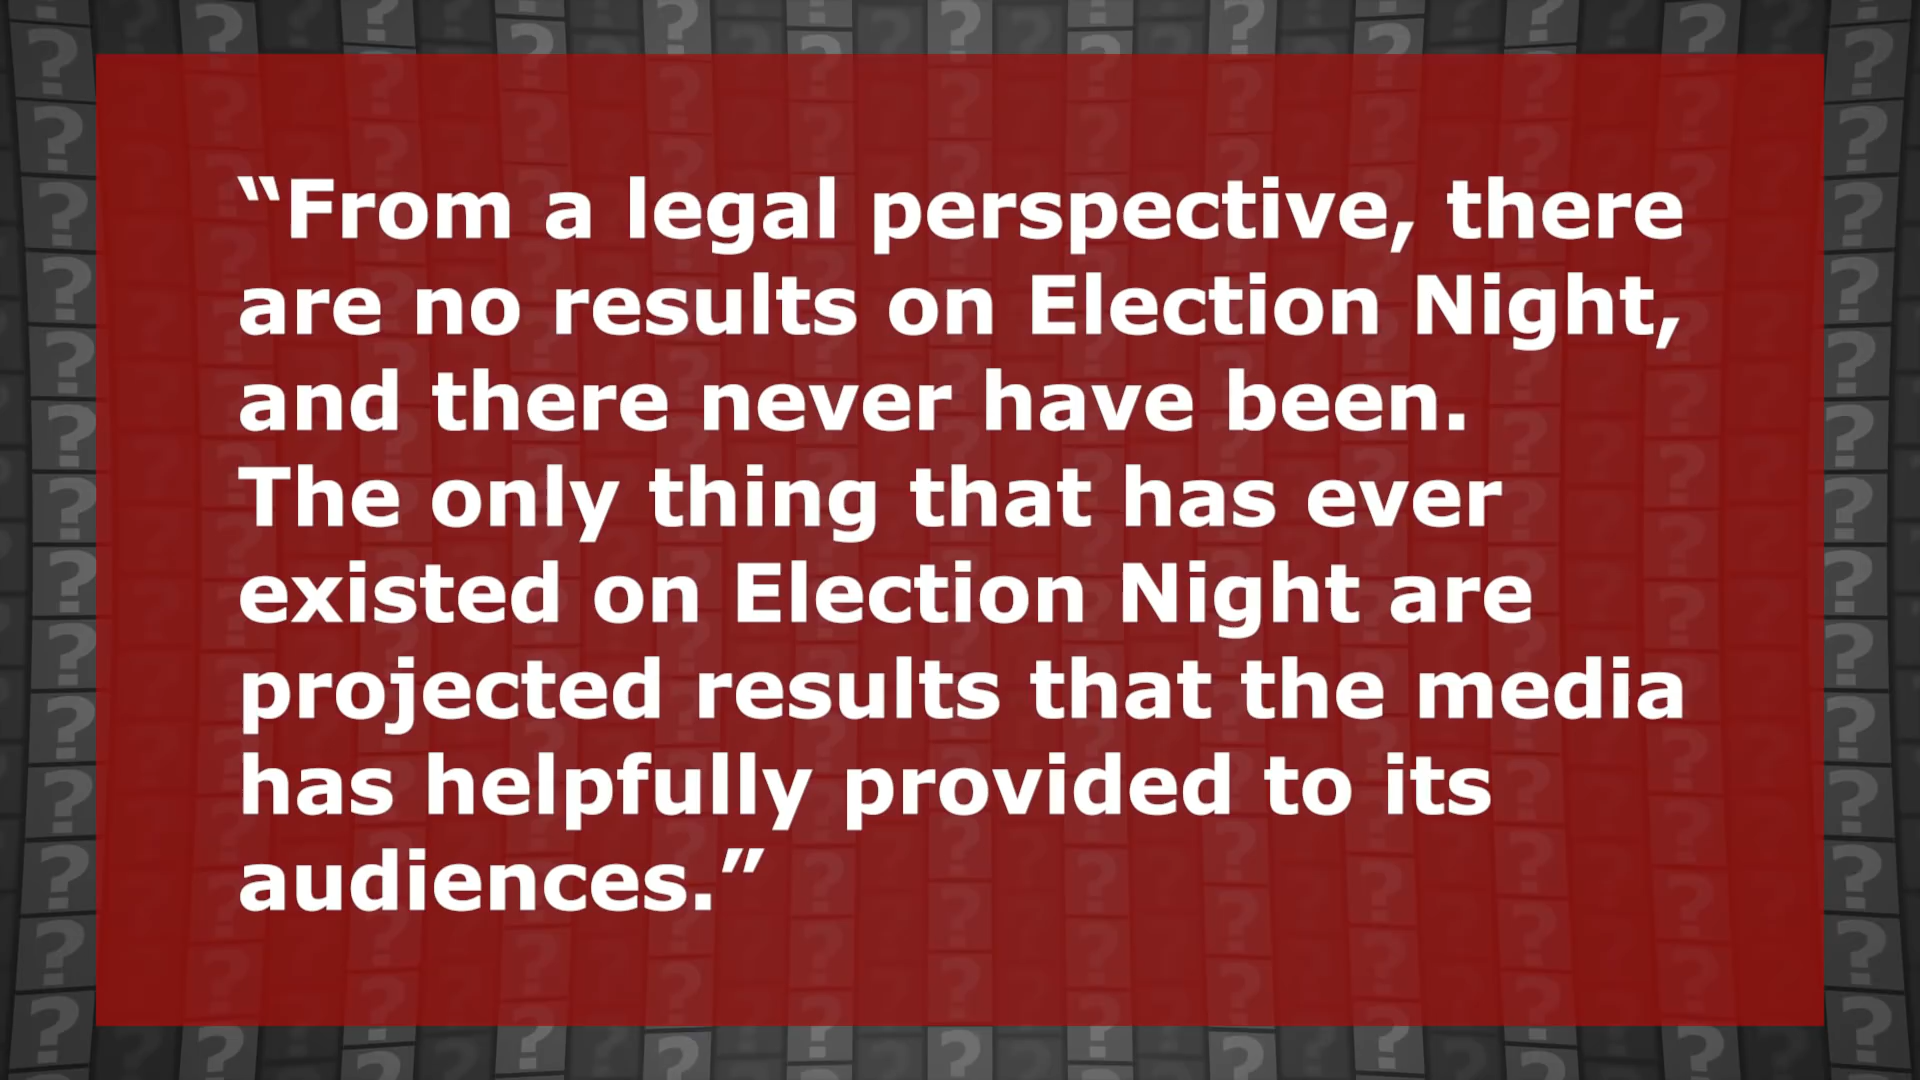 “From a legal perspective, there
are no results on Election Night,
and there never have been.
The only thing that has ever
existed on Election Night are
projected results that the media
has helpfully provided to its
audiences.”